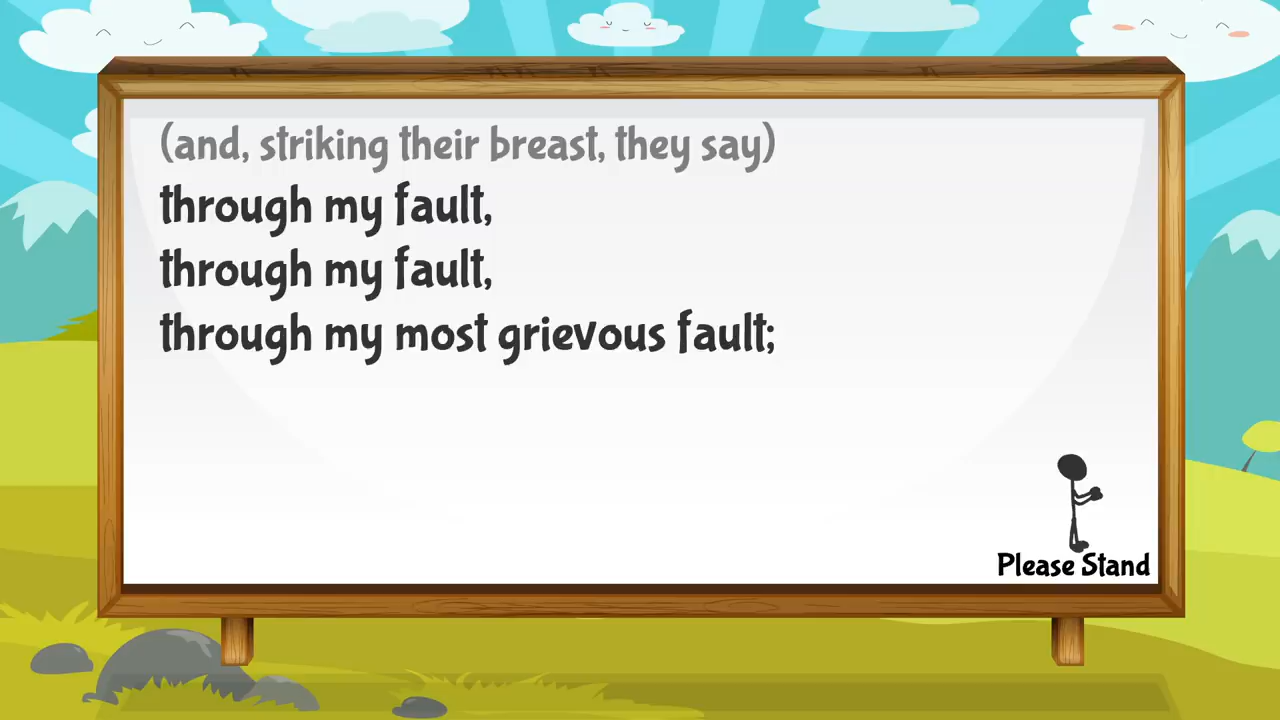 (and, striking their breast, they say)
through my fault,
through my fault,
through my most grievous fault;
Please Stand